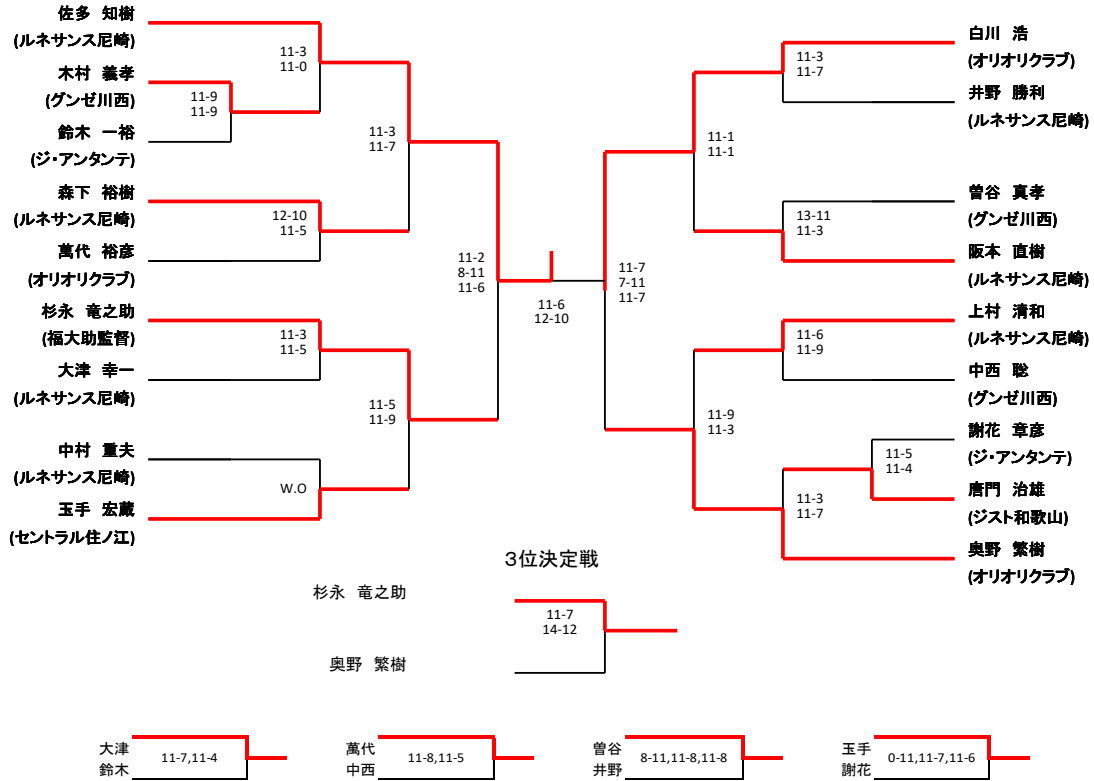 佐多　知樹
(ルネサンス尼崎)
木村　義孝
(グンゼ川西)
鈴木　一裕
(ジ・アンタンテ)
森下　裕樹
(ルネサンス尼崎)
萬代　裕彦
(オリオリクラブ)
杉永　竜之助
(福大助監督)
大津　幸一
(ルネサンス尼崎)
中村　重夫
(ルネサンス尼崎)
玉手　宏蔵
(セントラル住ノ江)
11-9
11-9
11-3
11-0
12-10
11-5
11-3
11-5
W.O
11-3
11-7
11-5
11-9
11-2
8-11
11-6
11-6
12-10
11-7
7-11
11-7
11-1
11-1
11-9
11-3
11-3
11-7
13-11
11-3
11-6
11-9
11-3
11-7
11-5
11-4
白川　浩
(オリオリクラブ)
井野　勝利
(ルネサンス尼崎)
曽谷　真孝
(グンゼ川西)
阪本　直樹
(ルネサンス尼崎)
上村　清和
(ルネサンス尼崎)
中西　聡
(グンゼ川西)
謝花　章彦
(ジ・アンタンテ)
唐門　治雄
(ジスト和歌山)
奥野　繁樹
(オリオリクラブ)
3位決定戦
杉永　竜之助
11-7
14-12
奥野　繁樹
大津
鈴木
11-7,11-4
萬代
中西
11-8,11-5
曽谷
井野
8-11,11-8,11-8
玉手
謝花
0-11,11-7,11-6